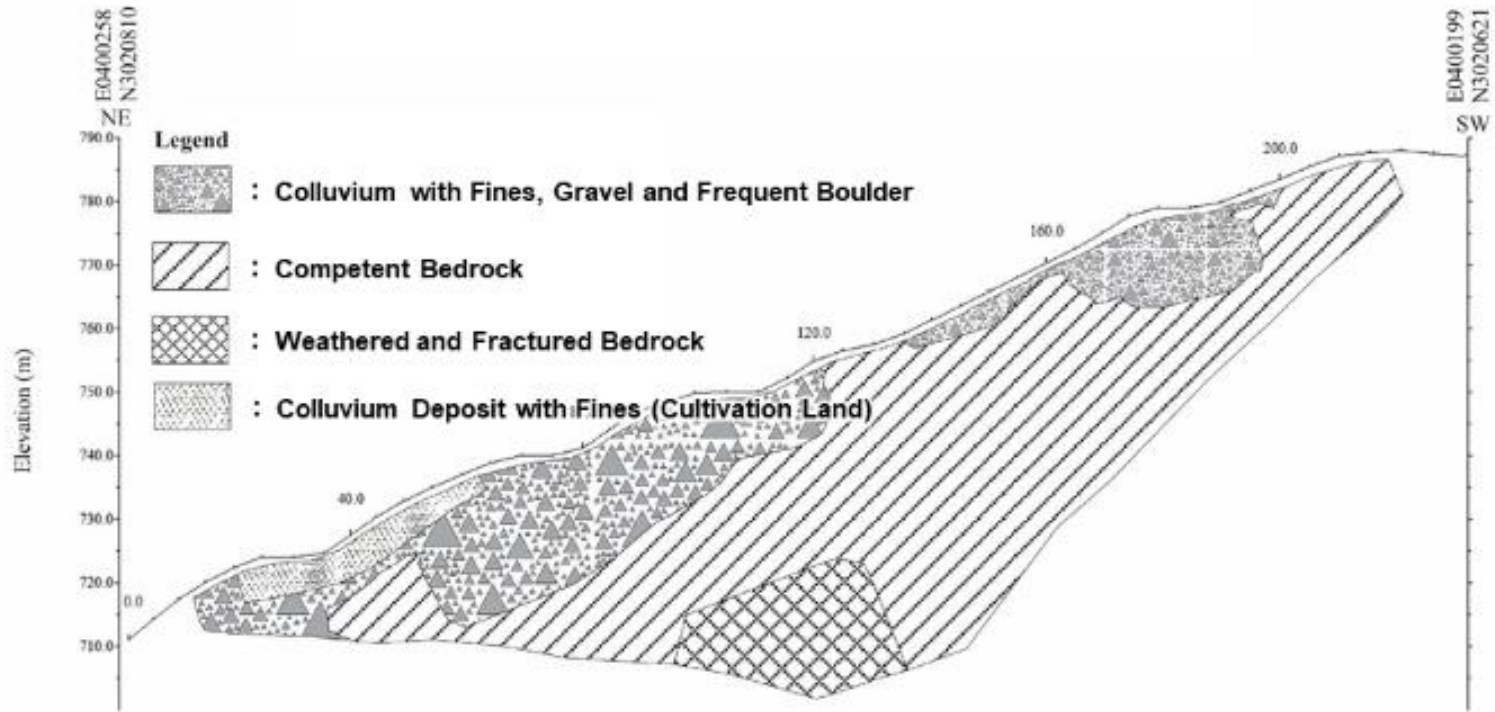 E0400258
N3020810
NE
E0400199
N3020621
SW
Legend
: Colluvium with Fines, Gravel and Frequent Boulder
: Competent Bedrock
: Weathered and Fractured Bedrock
: Colluvium Deposit with Fines (Cultivation Land)
Elevation (m)
790.0
780.0
770.0
760.0
750.0
740.0
730.0
720.0
710.0
0.0
40.0
120.0
160.0
200.0